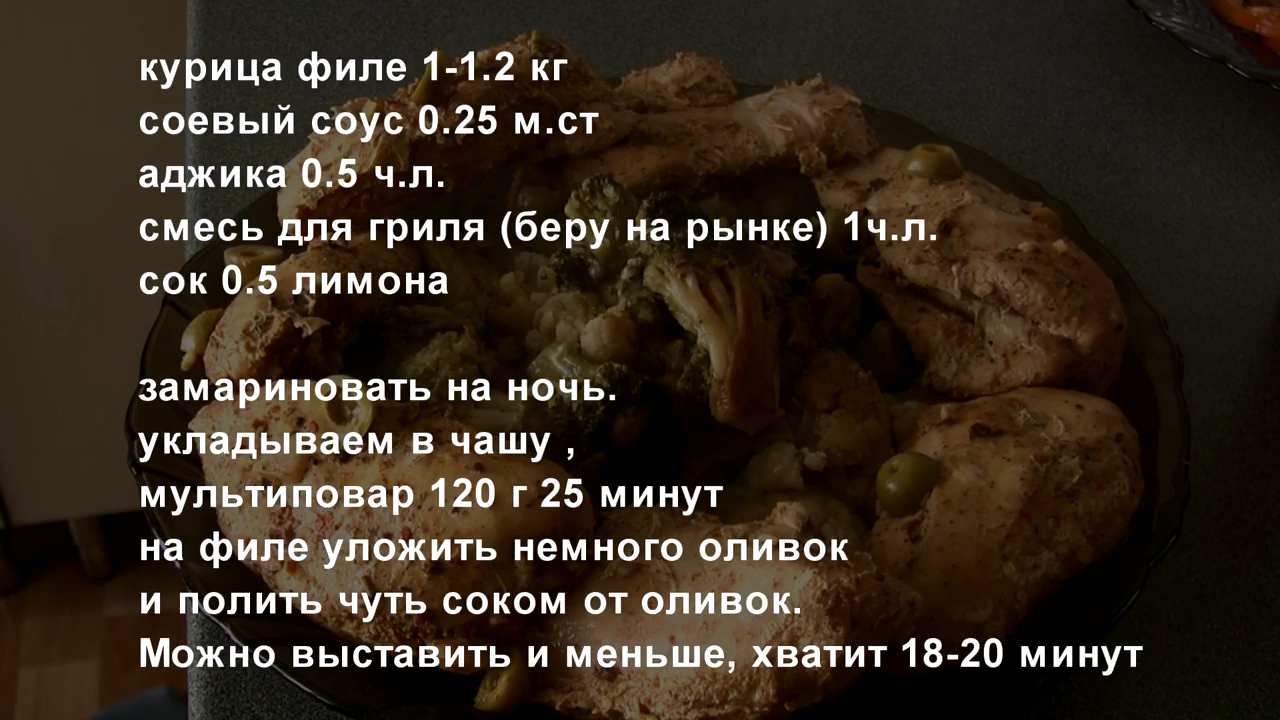 курица филе 1-1.2 кг
соевый соус 0.25 м.ст
аджика 0.5 ч.л.
смесь для гриля (беру на рынке) 1ч.л.
сок 0.5 лимона
замариновать на ночь.
укладываем в чашу ,
мультиповар 120 г 25 минут
на филе уложить немного оливок
и полить чуть соком от оливок.
Можно выставить и меньше, хватит 18-20 минут